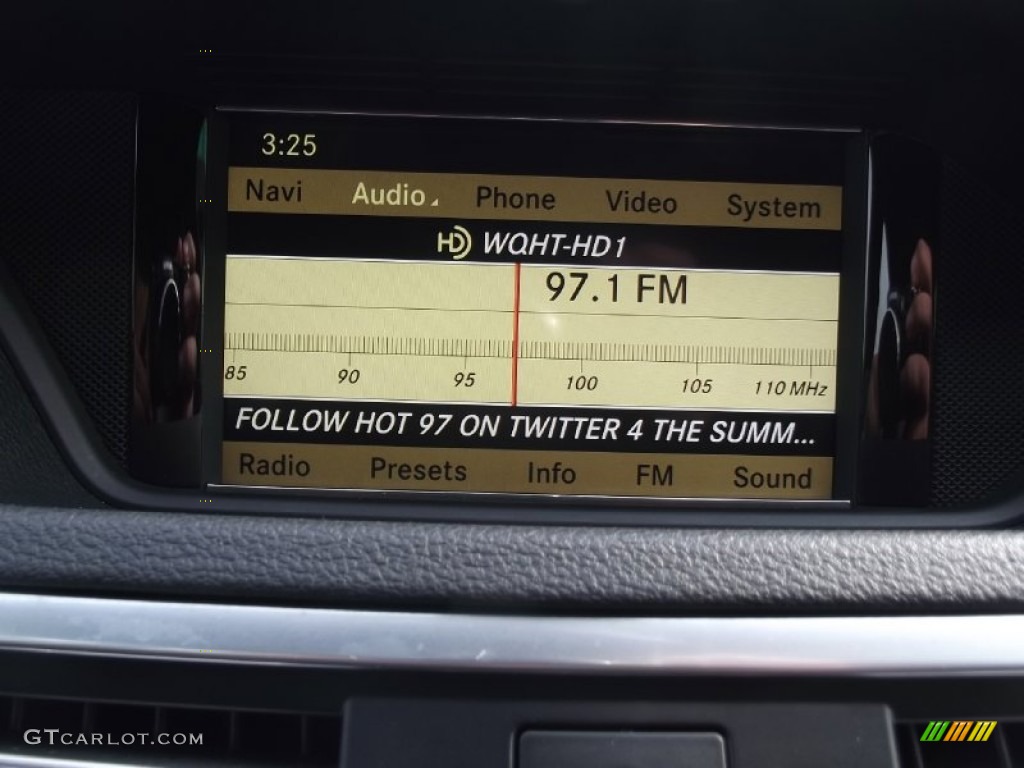 3:25
Navi Audio Phone Video System
HD WQHT-HD1
97.1 FM
85 90 95 100 105 110 MHz
FOLLOW HOT 97 ON TWITTER 4 THE SUMM...
Radio Presets Info FM Sound
GTCARLOT.COM